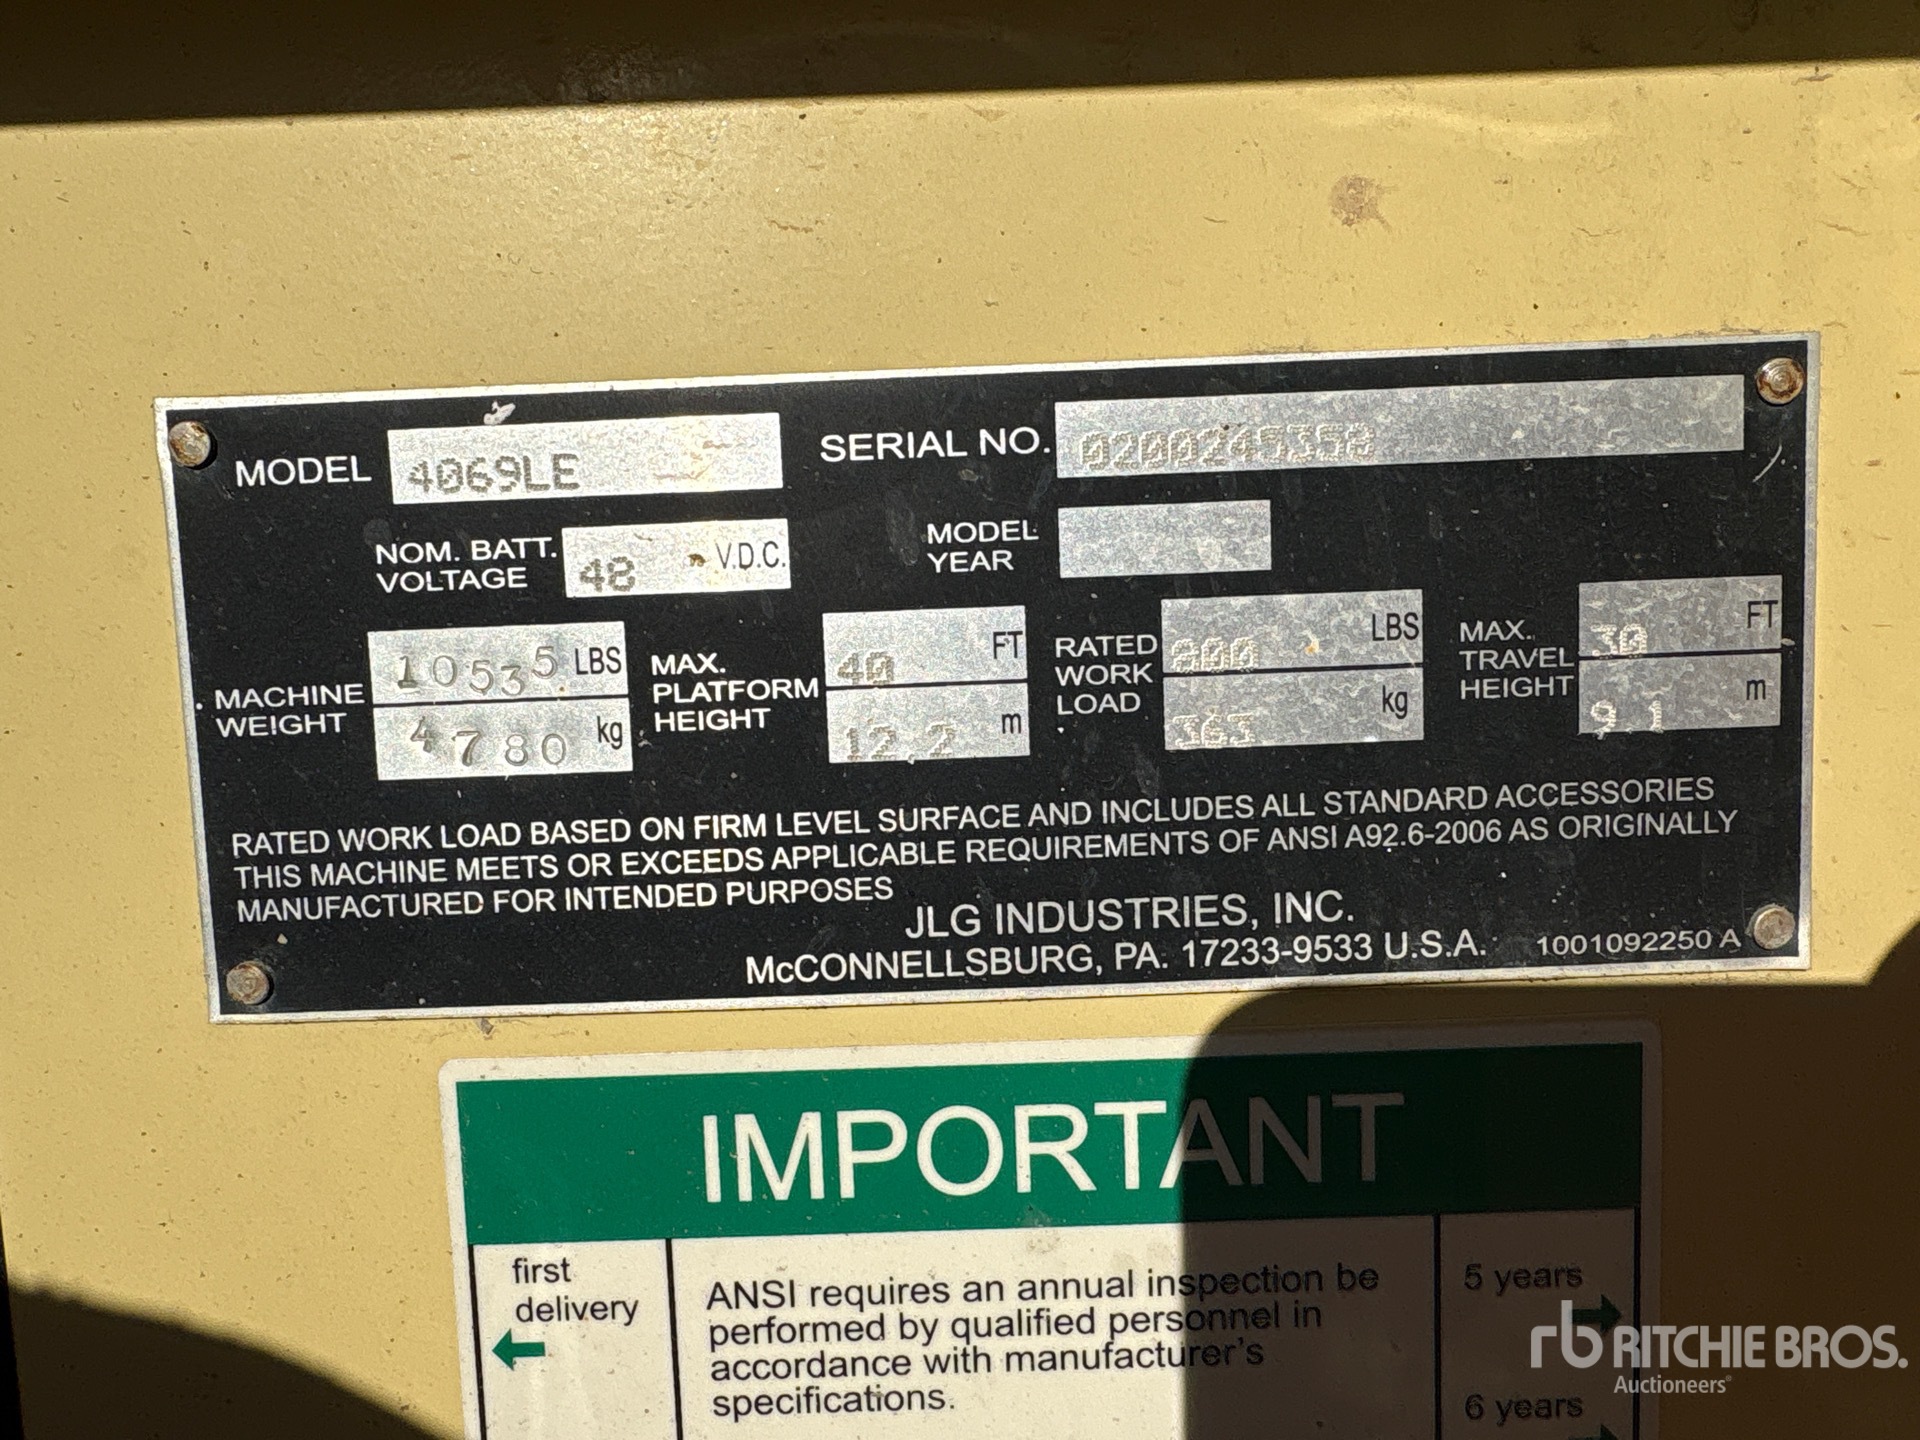 MODEL 4069LE SERIAL NO. 0200245358
NOM. BATT. VOLTAGE 48 V.D.C. MODEL YEAR
MACHINE WEIGHT 10535 LBS 4780 kg
MAX. PLATFORM HEIGHT 40 FT 12.2 m
RATED WORK LOAD 800 LBS 363 kg
MAX. TRAVEL HEIGHT 30 FT 9 1 m
RATED WORK LOAD BASED ON FIRM LEVEL SURFACE AND INCLUDES ALL STANDARD ACCESSORIES
THIS MACHINE MEETS OR EXCEEDS APPLICABLE REQUIREMENTS OF ANSI A92.6-2006 AS ORIGINALLY
MANUFACTURED FOR INTENDED PURPOSES
JLG INDUSTRIES, INC.
McCONNELLSBURG, PA. 17233-9533 U.S.A. 1001092250 A
IMPORTANT
first
delivery
ANSI requires an annual inspection be
performed by qualified personnel in
accordance with manufacturer's
specifications.
5 years
6 years
rb RITCHIE BROS.
Auctioneers